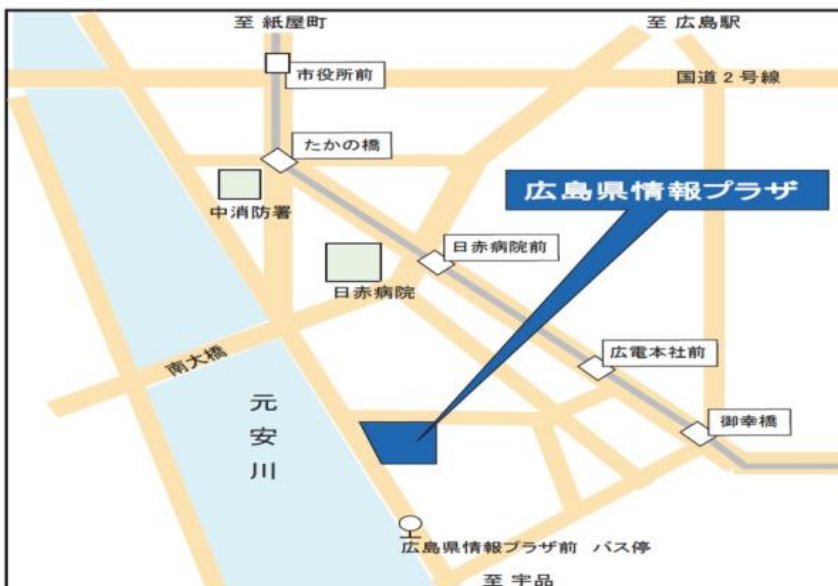 至 紙屋町
至 広島駅
市役所前
国道2号線
たかの橋
広島県情報プラザ
中消防署
日赤病院前
日赤病院
広電本社前
南大橋
元安川
御幸橋
広島県情報プラザ前 バス停
至 宇品